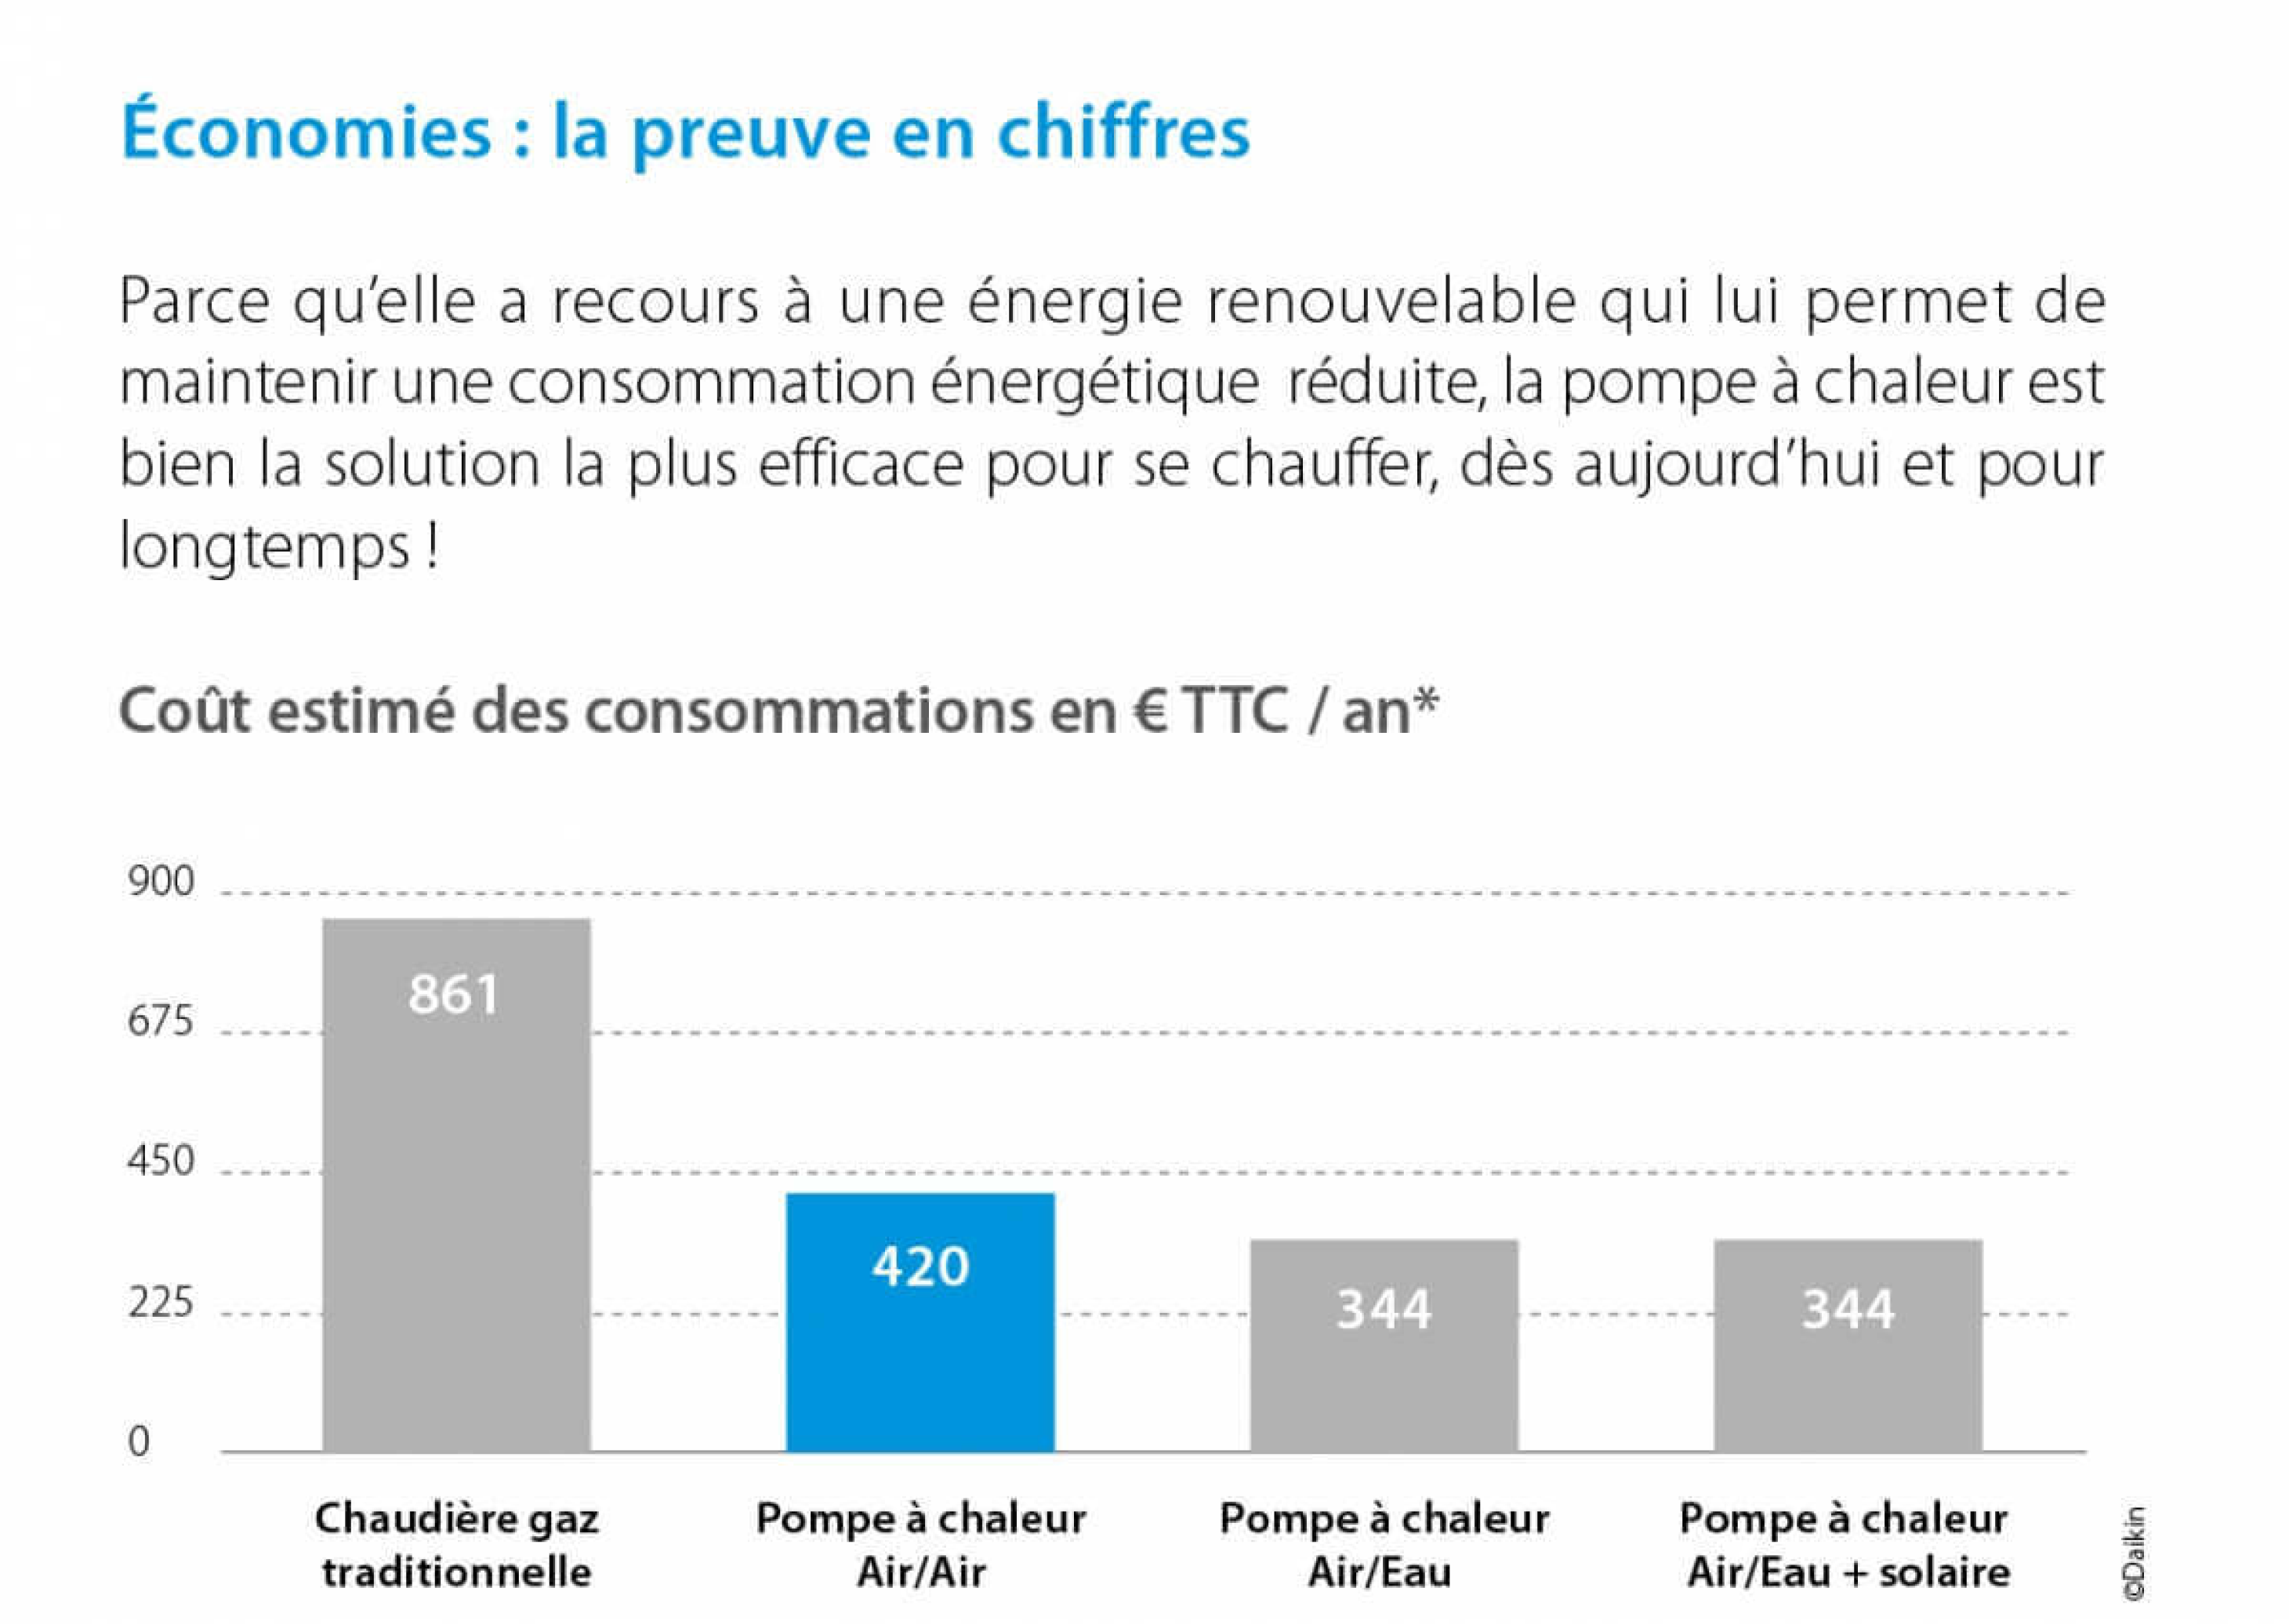 Économies : la preuve en chiffres
Parce qu’elle a recours à une énergie renouvelable qui lui permet de
maintenir une consommation énergétique réduite, la pompe à chaleur est
bien la solution la plus efficace pour se chauffer, dès aujourd’hui et pour
longtemps !
Coût estimé des consommations en € TTC / an*
900
675
450
225
0
861
420
344
344
Chaudière gaz
traditionnelle
Pompe à chaleur
Air/Air
Pompe à chaleur
Air/Eau
Pompe à chaleur
Air/Eau + solaire
©Daikin